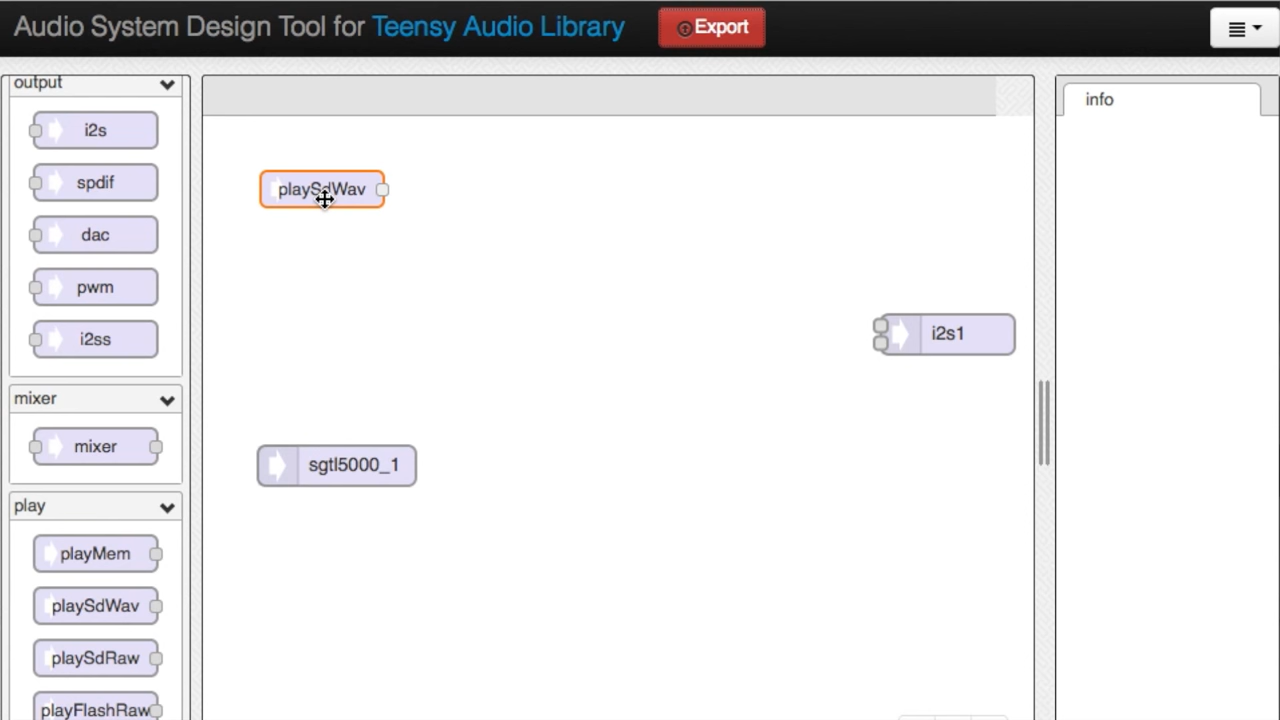 Audio System Design Tool for Teensy Audio Library
Export
output
i2s
spdif
dac
pwm
i2ss
mixer
mixer
play
playMem
playSdWav
playSdRaw
playFlashRaw
playSdWav
i2s1
sgtl5000_1
info